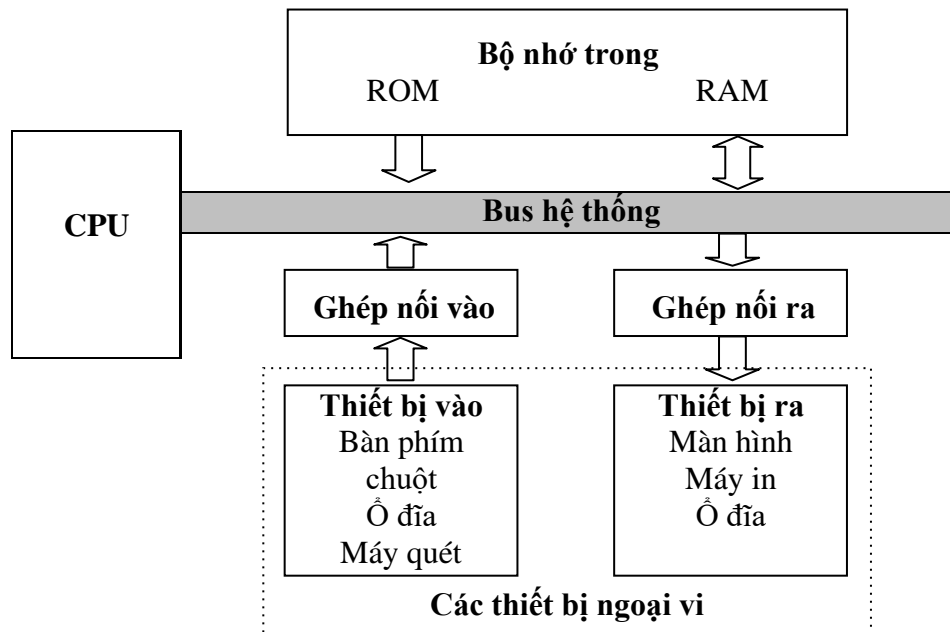 Bộ nhớ trong
ROM RAM
CPU
Bus hệ thống
Ghép nối vào
Ghép nối ra
Thiết bị vào
Bàn phím
chuột
Ổ đĩa
Máy quét
Thiết bị ra
Màn hình
Máy in
Ổ đĩa
Các thiết bị ngoại vi